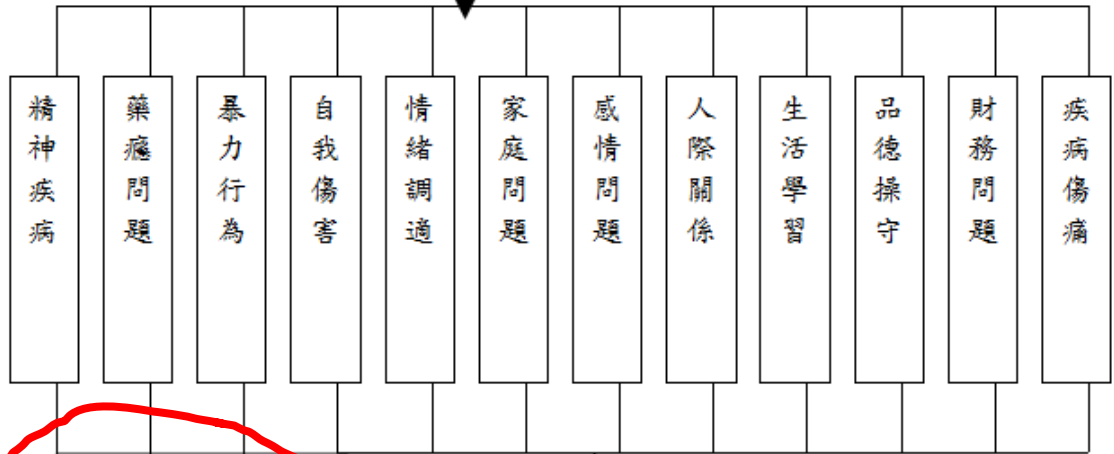 精神疾病
藥癮問題
暴力行為
自我傷害
情緒調適
家庭問題
感情問題
人際關係
生活學習
品德操守
財務問題
疾病傷痛